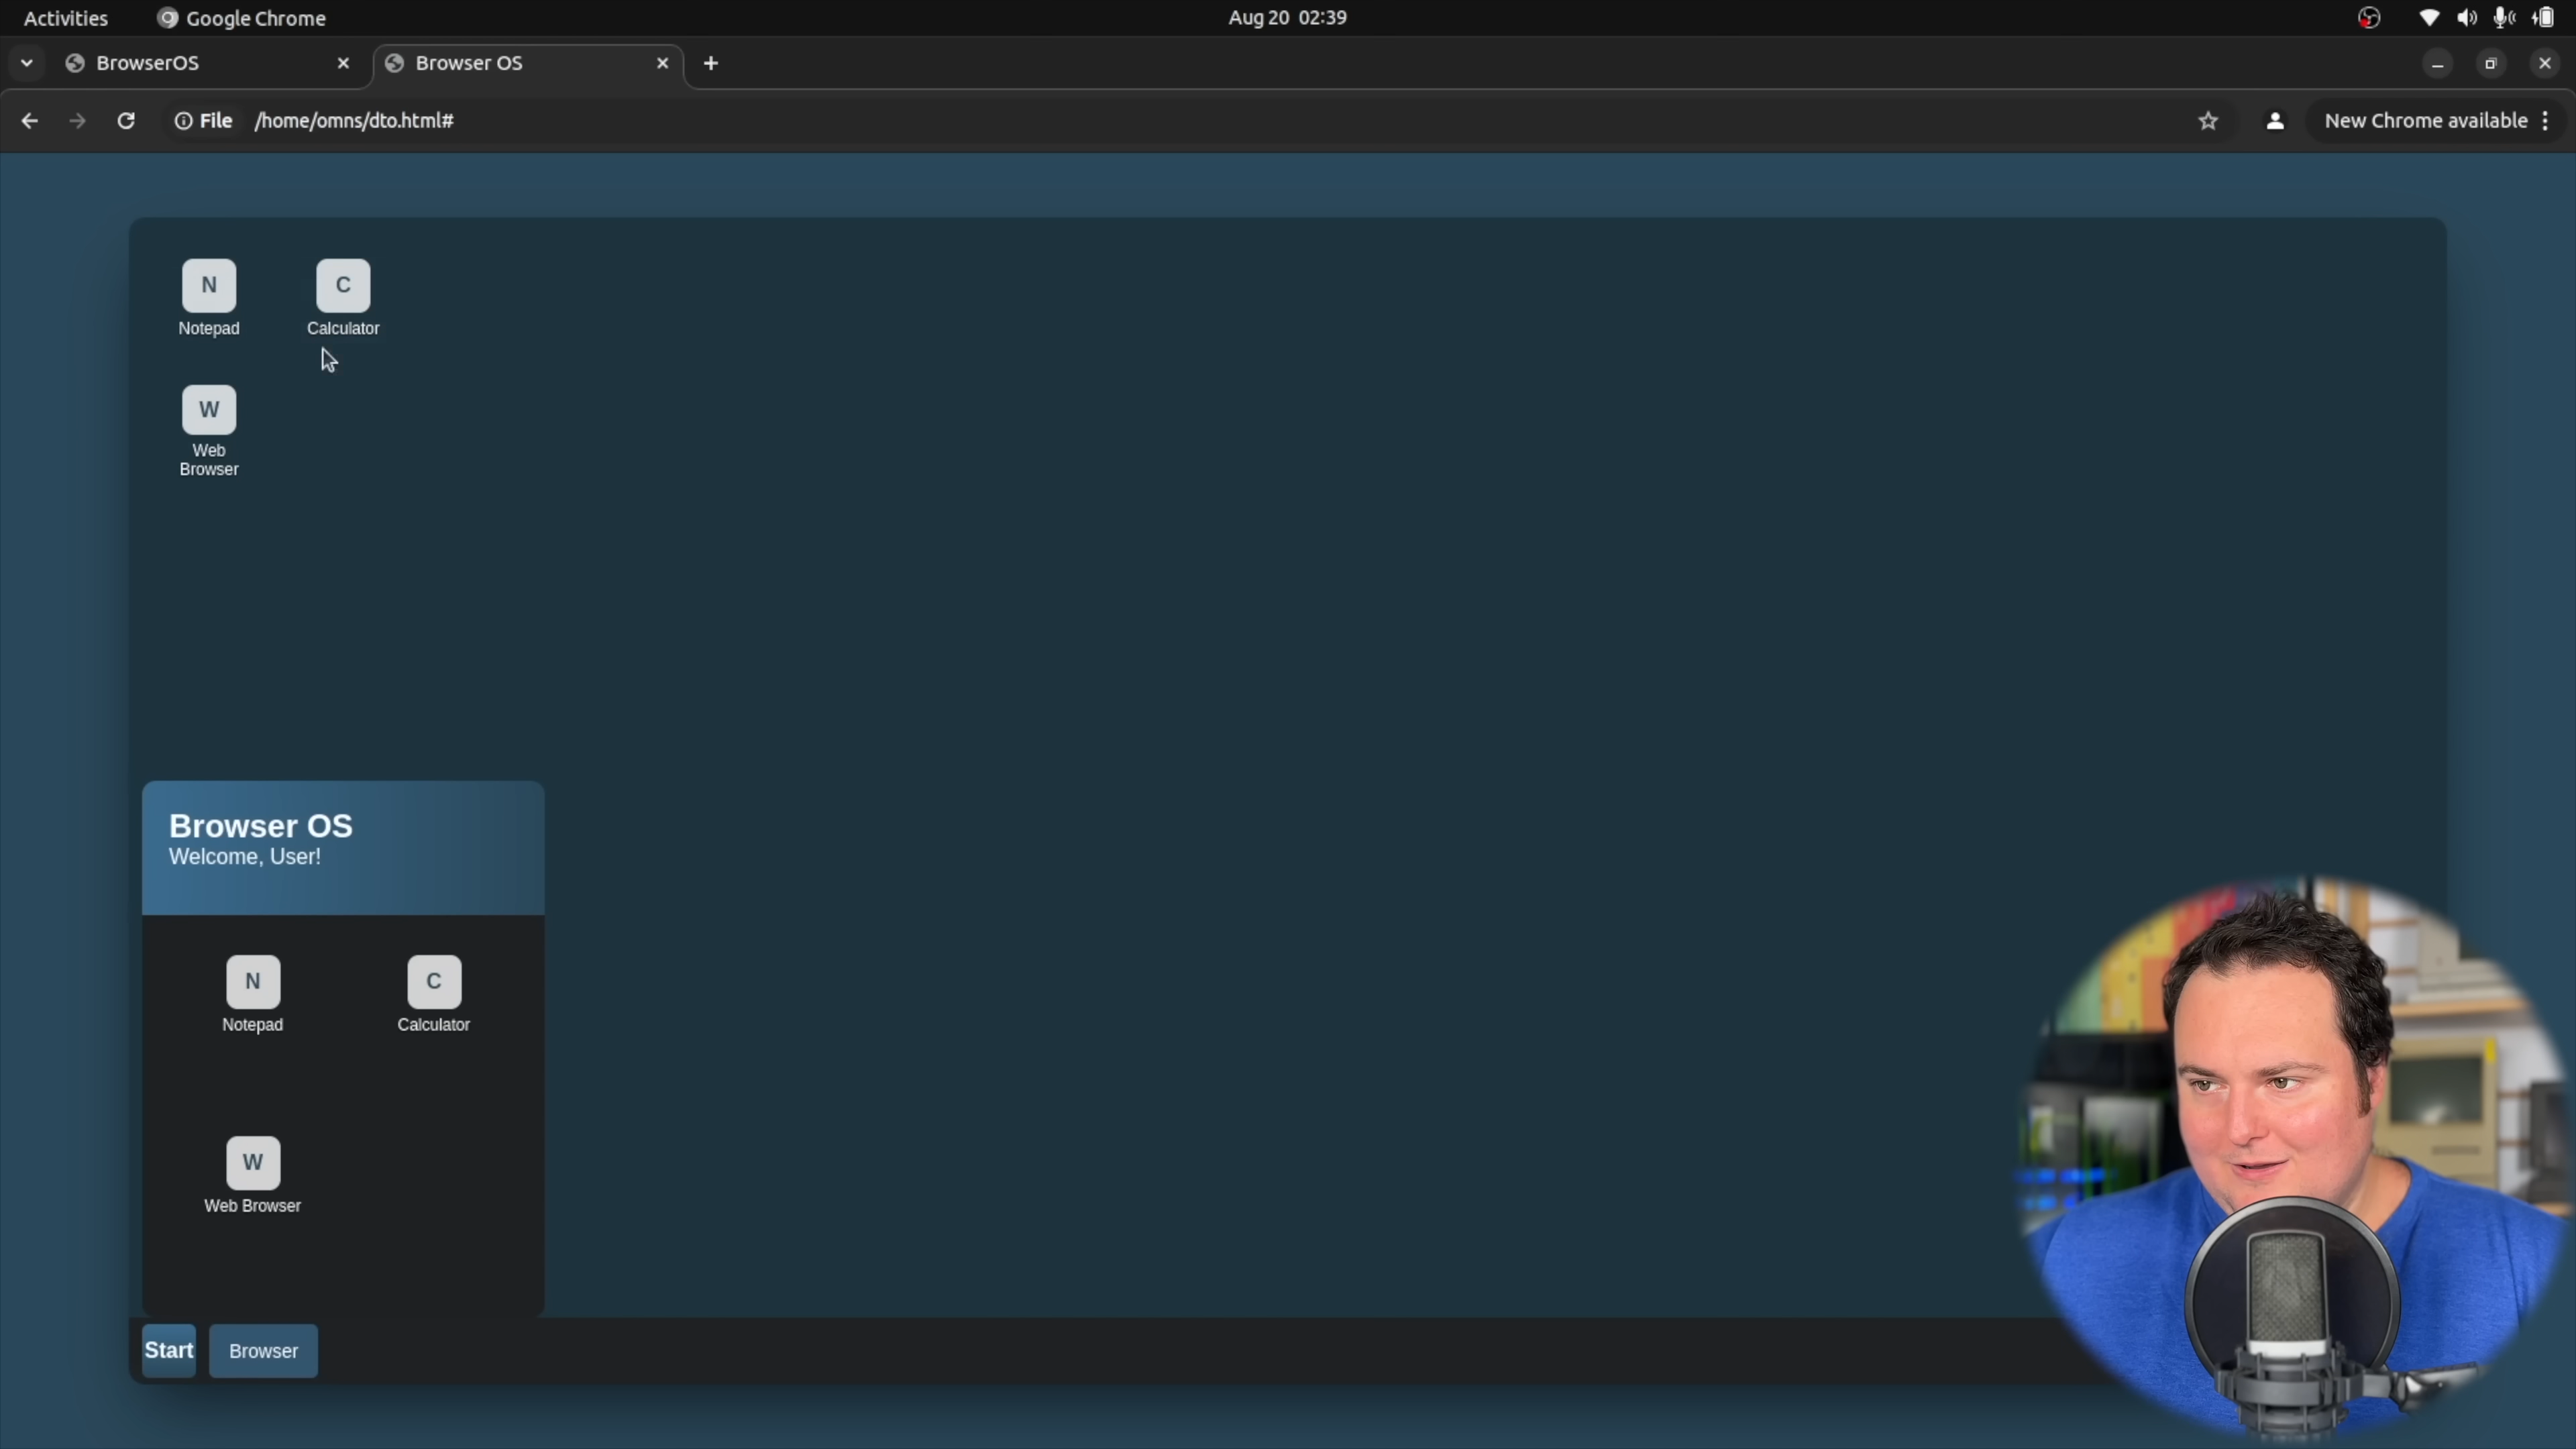 Activities
Google Chrome
Aug 20 02:39
BrowserOS
Browser OS
File
/home/omns/dto.html#
New Chrome available
N
C
Notepad
Calculator
W
Web
Browser
Browser OS
Welcome, User!
N
C
Notepad
Calculator
W
Web Browser
Start
Browser